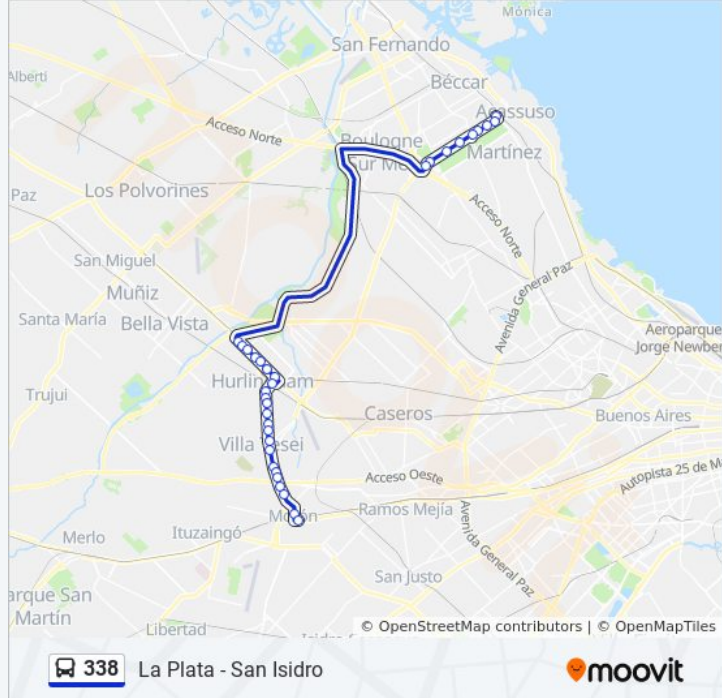 Mónica
San Fernando
Alberti
Béccar
Acassuso
Acceso Norte
Boulogne
Sur Me
Martínez
Los Polvorines
Paz
Acceso Norte
San Miguel
Avenida General Paz
Muñiz
Santa María
Bella Vista
Aeroparque
Jorge Newber
Hurlingham
Trujui
Caseros
Buenos Aires
Villa Tesei
Acceso Oeste
Autopista 25 de M
Morón
Ramos Mejía
Ituzaingó
Merlo
Avenida General Paz
San Justo
arque San
Martín
Libertad
© OpenStreetMap contributors | © OpenMapTiles
338 La Plata - San Isidro
moovit